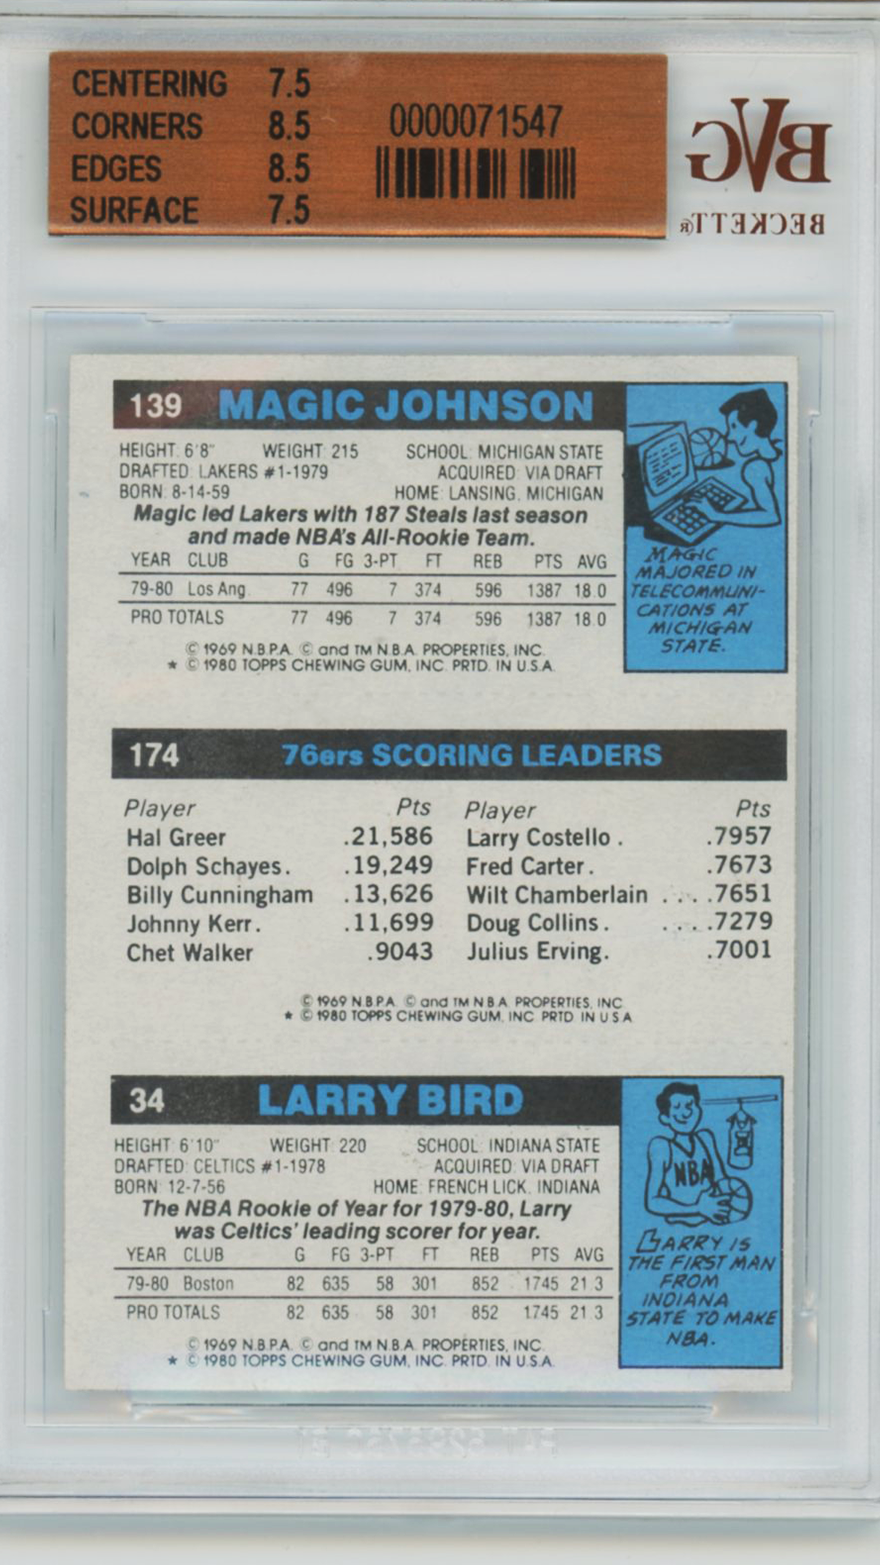 CENTERING 7.5
CORNERS 8.5
EDGES 8.5
SURFACE 7.5
0000071547
BVG
BECKETT®
139 MAGIC JOHNSON
HEIGHT: 6'8" WEIGHT: 215 SCHOOL: MICHIGAN STATE
DRAFTED: LAKERS #1-1979 ACQUIRED: VIA DRAFT
BORN: 8-14-59 HOME: LANSING, MICHIGAN
Magic led Lakers with 187 Steals last season
and made NBA's All-Rookie Team.
YEAR CLUB G FG 3-PT FT REB PTS AVG
79-80 Los Ang. 77 496 7 374 596 1387 18.0
PRO TOTALS 77 496 7 374 596 1387 18.0
© 1969 N.B.P.A. © and TM N.B.A. PROPERTIES, INC.
* © 1980 TOPPS CHEWING GUM, INC. PRTD. IN U.S.A.
MAGIC
MAJORED IN
TELECOMMUNI-
CATIONS AT
MICHIGAN
STATE.
174 76ers SCORING LEADERS
Player Pts Player Pts
Hal Greer .21,586 Larry Costello . .7957
Dolph Schayes. .19,249 Fred Carter. .7673
Billy Cunningham .13,626 Wilt Chamberlain ....7651
Johnny Kerr. .11,699 Doug Collins. ....7279
Chet Walker .9043 Julius Erving. .7001
© 1969 N.B.P.A. © and TM N.B.A. PROPERTIES, INC.
* © 1980 TOPPS CHEWING GUM, INC. PRTD. IN U.S.A.
34 LARRY BIRD
HEIGHT: 6'10" WEIGHT: 220 SCHOOL: INDIANA STATE
DRAFTED: CELTICS #1-1978 ACQUIRED: VIA DRAFT
BORN: 12-7-56 HOME: FRENCH LICK, INDIANA
The NBA Rookie of Year for 1979-80, Larry
was Celtics' leading scorer for year.
YEAR CLUB G FG 3-PT FT REB PTS AVG
79-80 Boston 82 635 58 301 852 1745 21.3
PRO TOTALS 82 635 58 301 852 1745 21.3
© 1969 N.B.P.A. © and TM N.B.A. PROPERTIES, INC.
* © 1980 TOPPS CHEWING GUM, INC. PRTD. IN U.S.A.
NBA
LARRY IS
THE FIRST MAN
FROM
INDIANA
STATE TO MAKE
NBA.